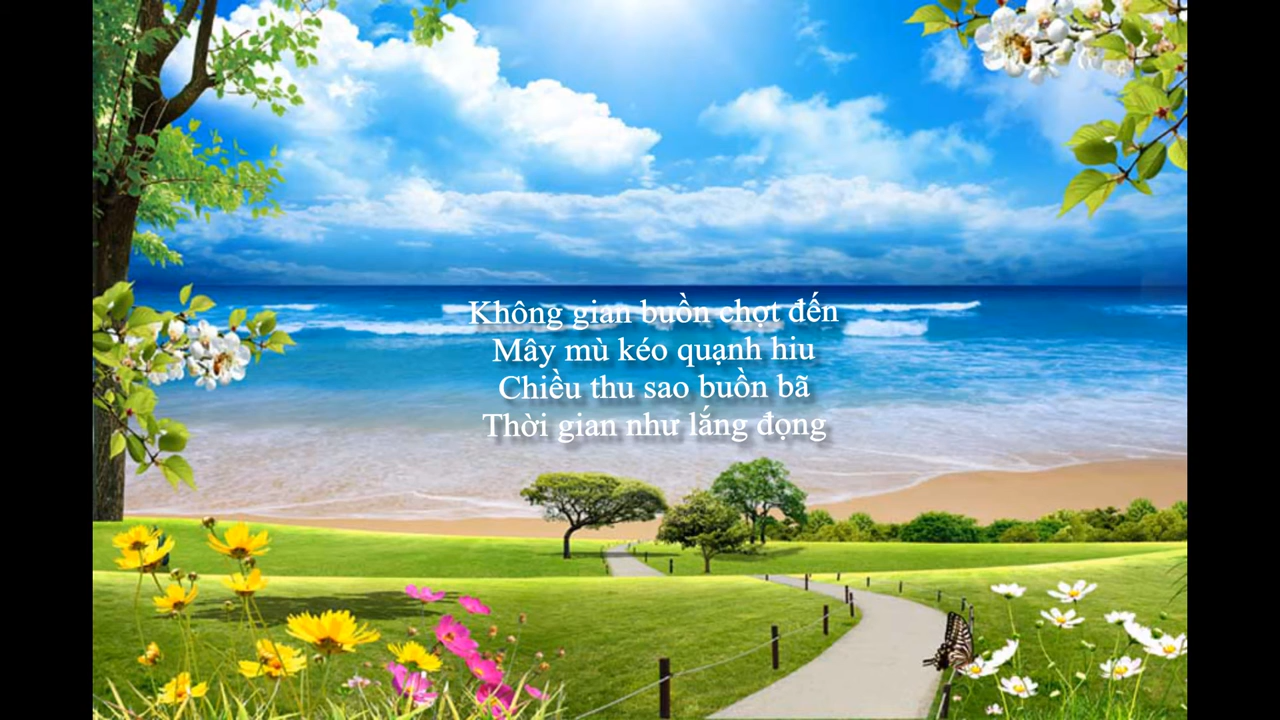 Không gian buồn chợt đến
Mây mù kéo quạnh hiu
Chiều thu sao buồn bã
Thời gian như lắng đọng